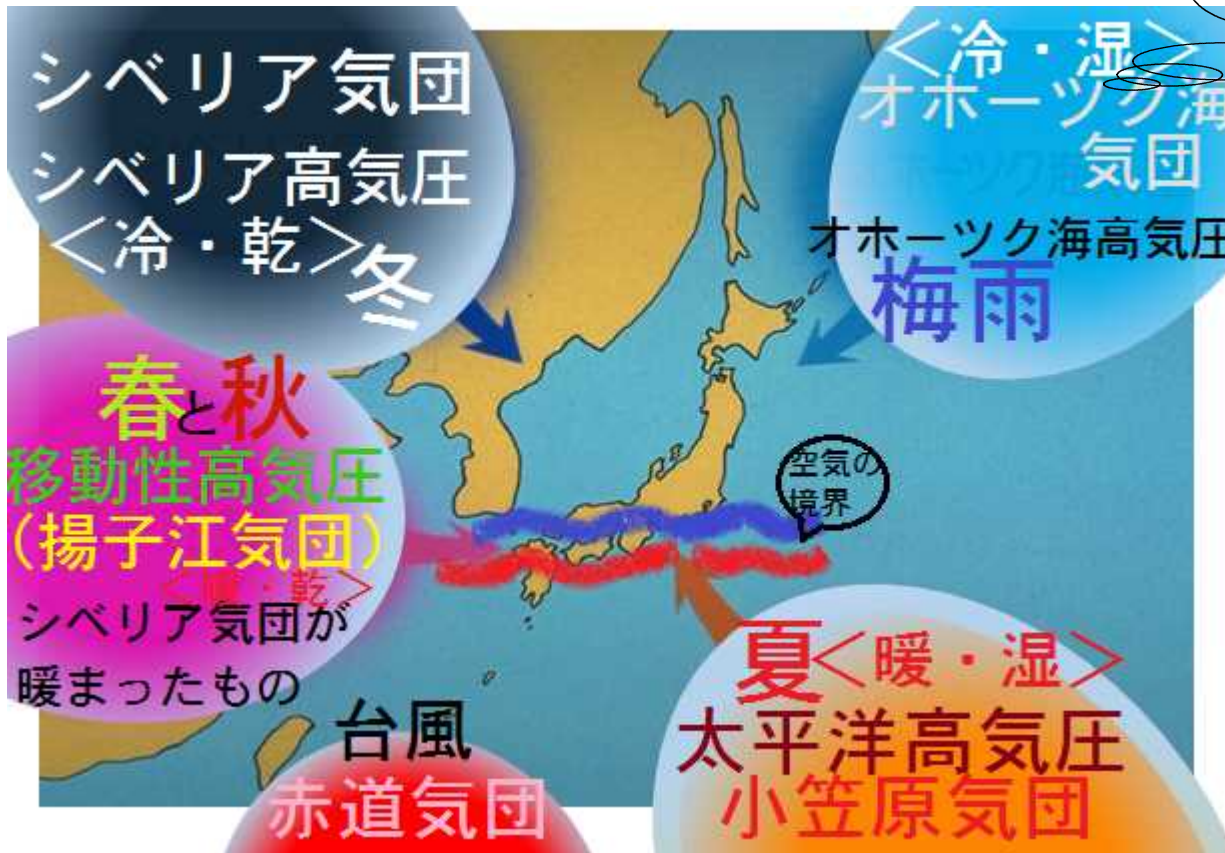 シベリア気団
シベリア高気圧
＜冷・乾＞
冬
＜冷・湿＞
オホーツク海
気団
オホーツク海高気圧
梅雨
春と秋
移動性高気圧
（揚子江気団）
＜暖・乾＞
シベリア気団が
暖まったもの
空気の
境界
台風
赤道気団
夏＜暖・湿＞
太平洋高気圧
小笠原気団